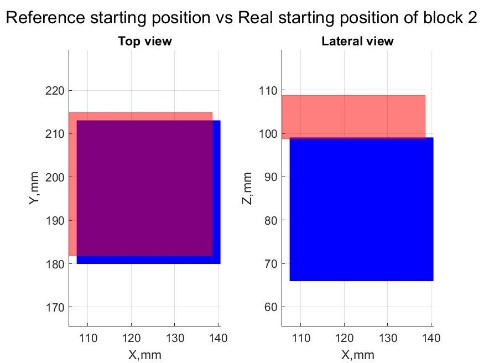 Reference starting position vs Real starting position of block 2
Top view
Lateral view
220
210
200
190
180
170
Y,mm
110
120
130
140
X,mm
110
100
90
80
70
60
Z,mm
110
120
130
140
X,mm